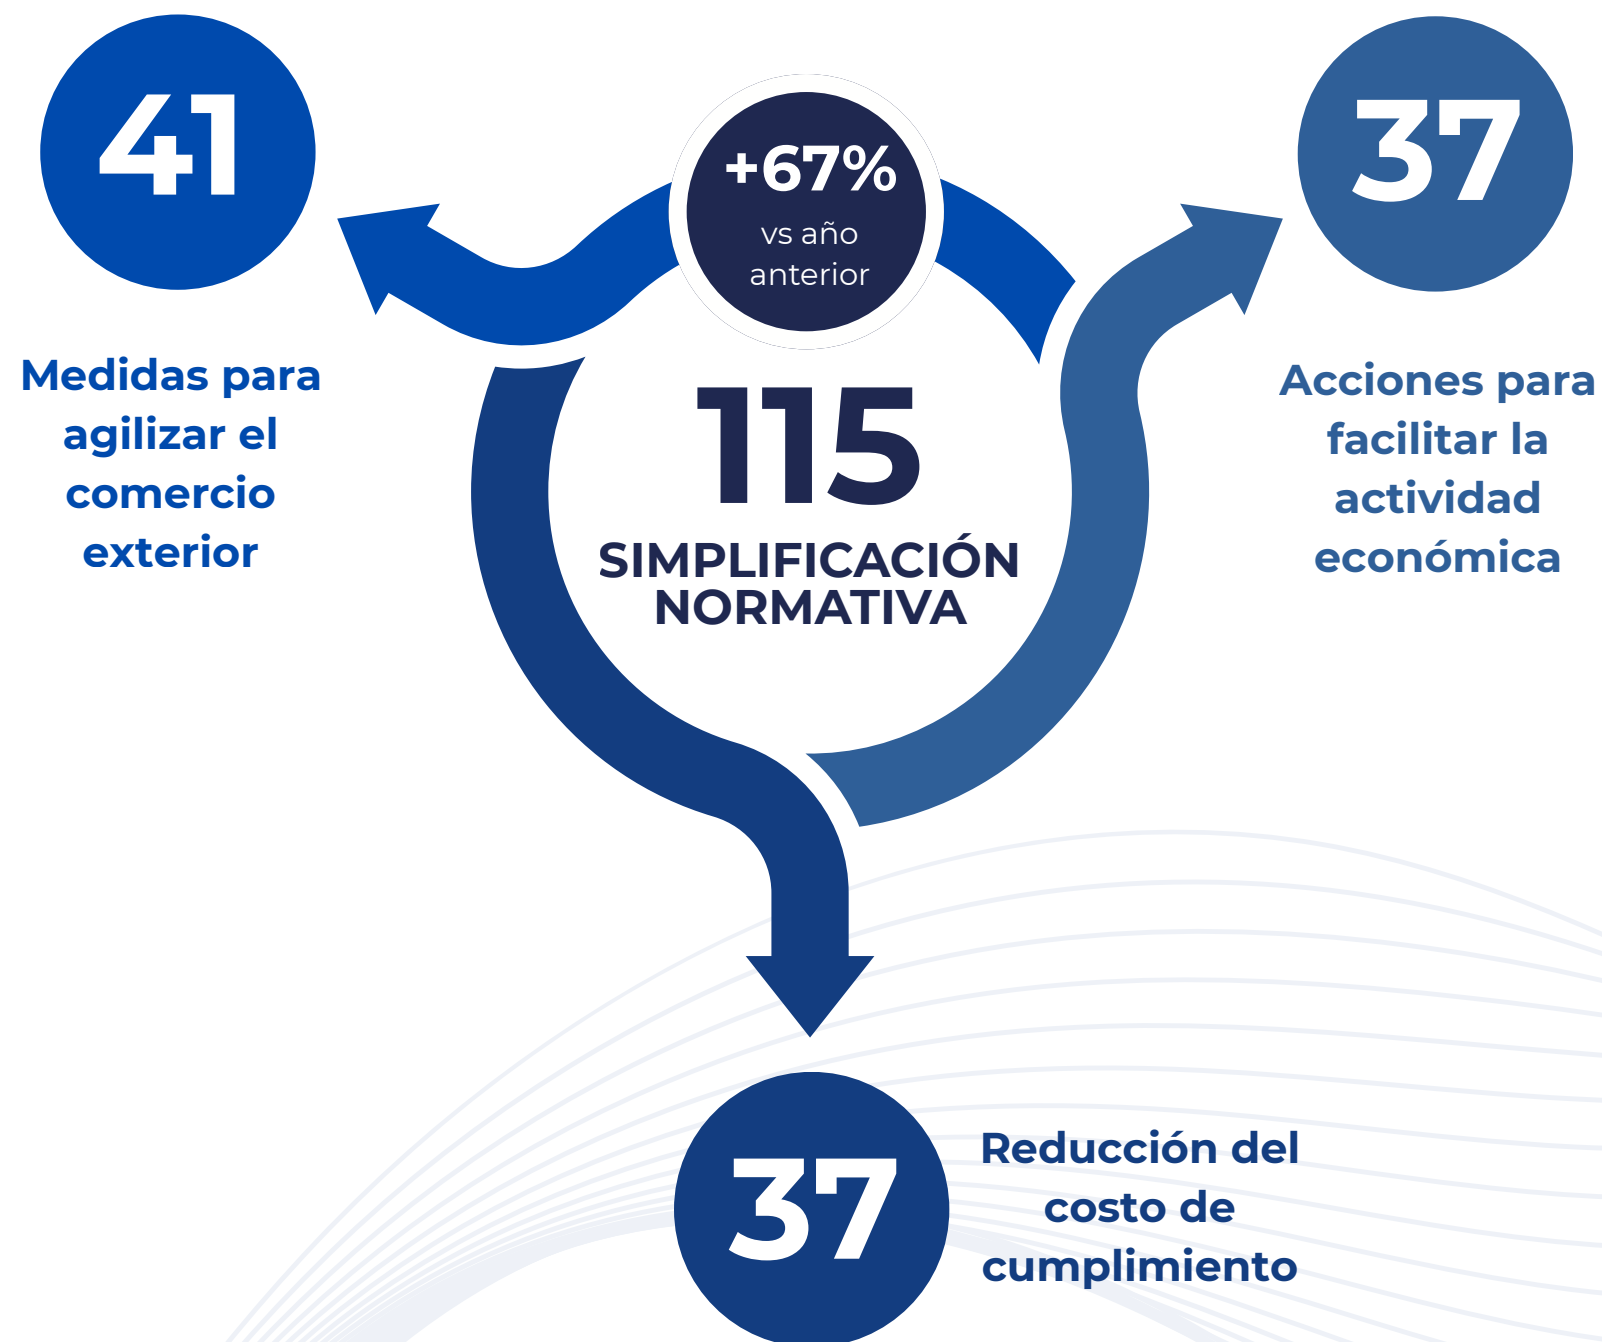 41
Medidas para
agilizar el
comercio
exterior
+67%
vs año
anterior
115
SIMPLIFICACIÓN
NORMATIVA
37
Acciones para
facilitar la
actividad
económica
37
Reducción del
costo de
cumplimiento